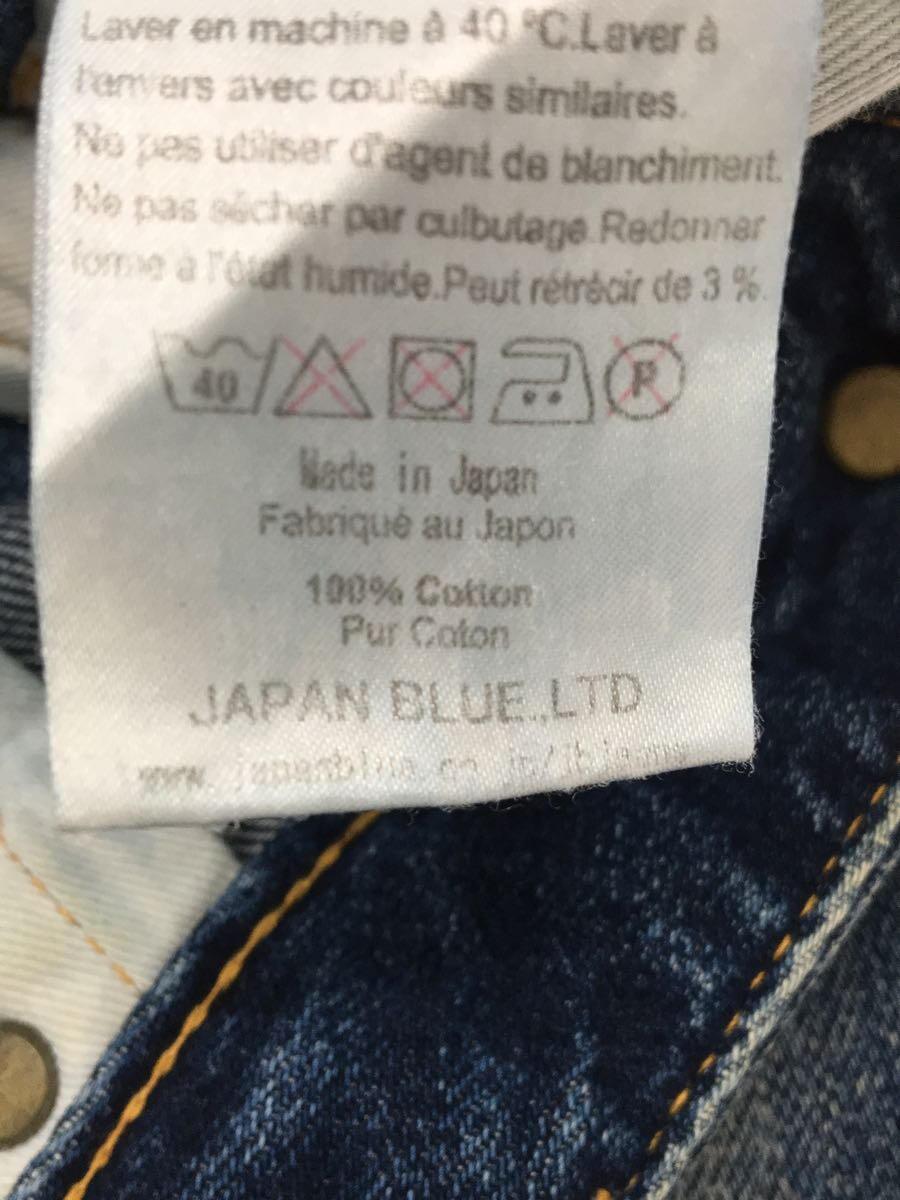 Laver en machine à 40 °C.Laver à
l'envers avec couleurs similaires.
Ne pas utiliser d'agent de blanchiment.
Ne pas sécher par culbutage.Redonner
forme à l'état humide.Peut rétrécir de 3 %.
40 P
Made in Japan
Fabriqué au Japon
100% Cotton
Pur Coton
JAPAN BLUE.,LTD
www.